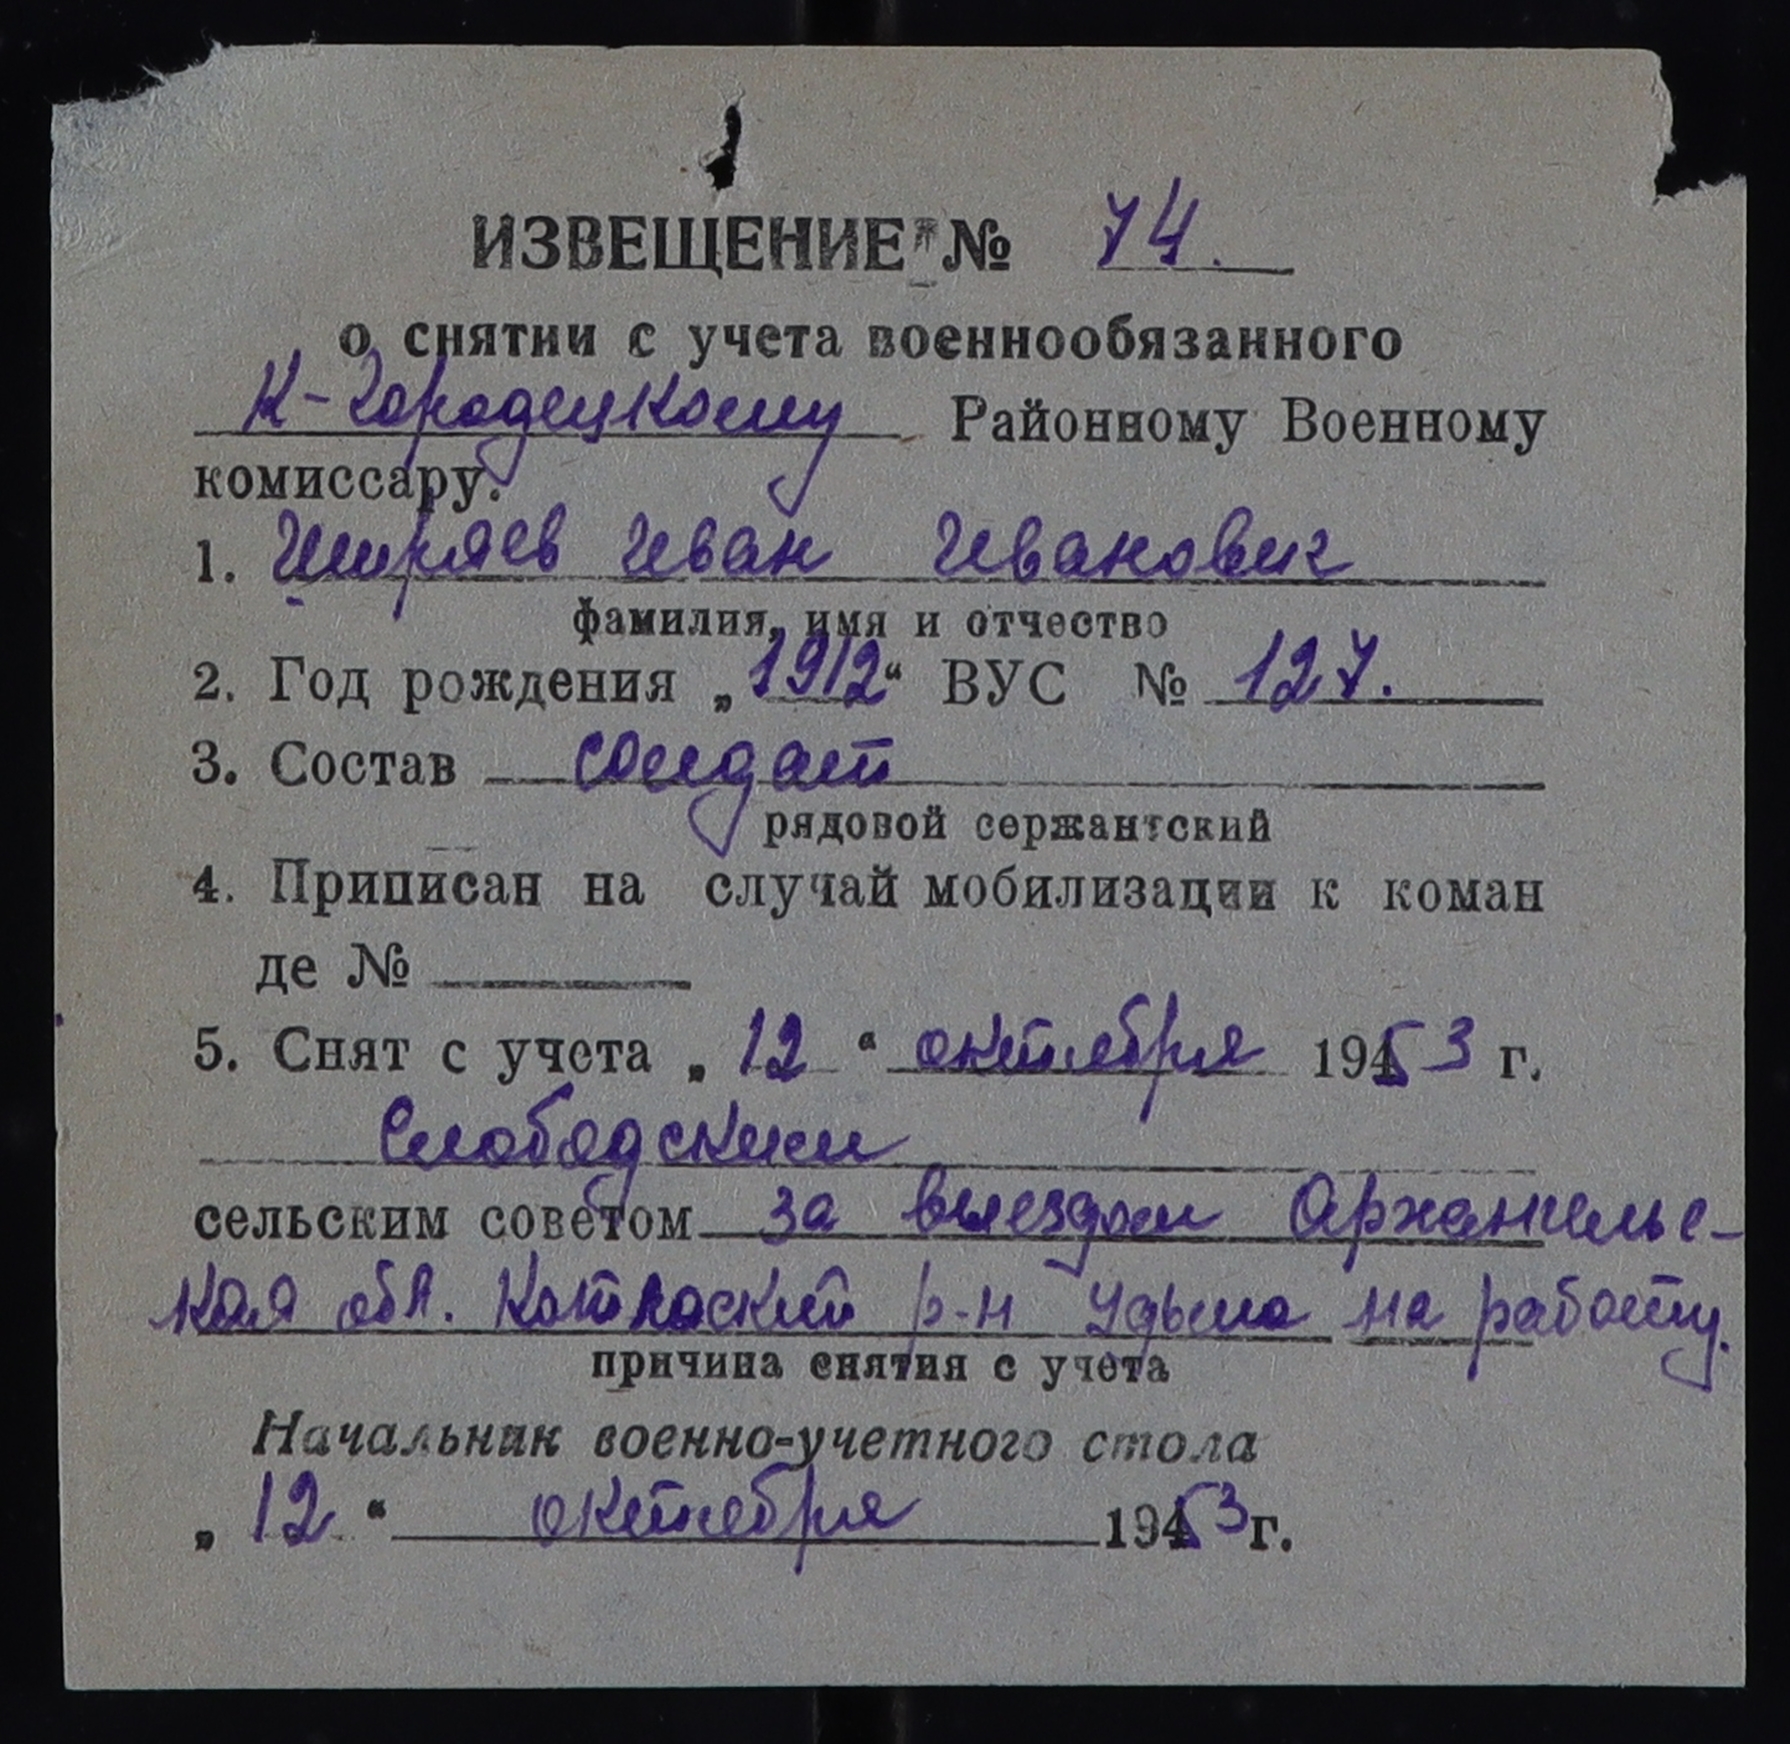 ИЗВЕЩЕНИЕ № 74.
о снятии с учета военнообязанного
К-городецкому Районному Военному
комиссару.
1. Ширяев Иван Иванович
фамилия, имя и отчество
2. Год рождения „1912“ ВУС № 127.
3. Состав солдат
рядовой сержантский
4. Приписан на случай мобилизации к коман
де №
5. Снят с учета „12“ октября 1953 г.
Слободским
сельским советом за выездом Архангельс-
кая обл. Котлаский р-н Удыма на работу.
причина снятия с учета
Начальник военно-учетного стола
„12“ октября 1953 г.